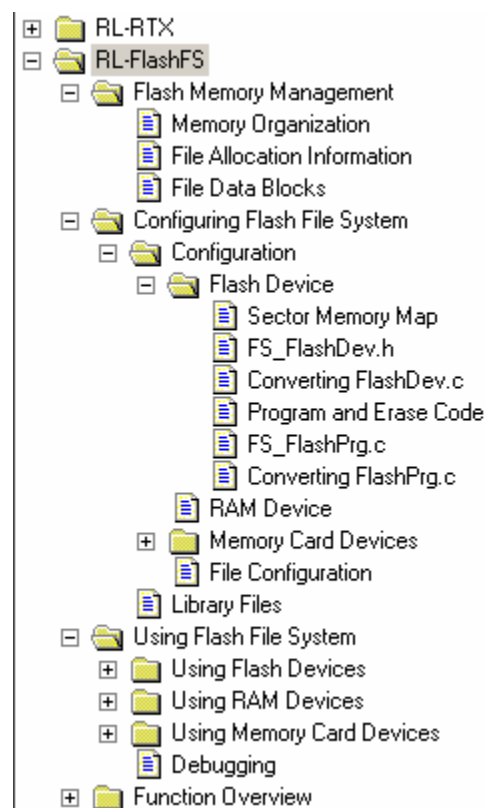 RL-RTX
RL-FlashFS
Flash Memory Management
Memory Organization
File Allocation Information
File Data Blocks
Configuring Flash File System
Configuration
Flash Device
Sector Memory Map
FS_FlashDev.h
Converting FlashDev.c
Program and Erase Code
FS_FlashPrg.c
Converting FlashPrg.c
RAM Device
Memory Card Devices
File Configuration
Library Files
Using Flash File System
Using Flash Devices
Using RAM Devices
Using Memory Card Devices
Debugging
Function Overview